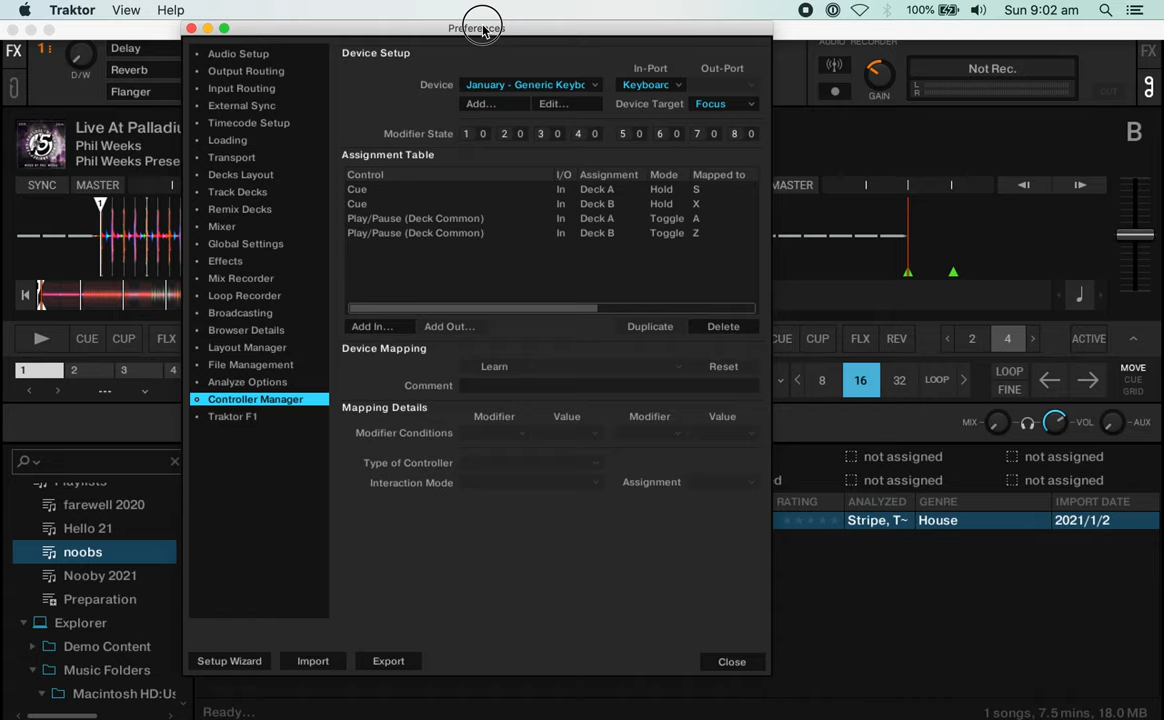 Traktor View Help 100% Sun 9:02 am
Preferences
FX 1 Delay
D/W Reverb
Flanger
AUDIO RECORDER
GAIN
L
R
Not Rec.
OUT
FX
Live At Palladiu
Phil Weeks
Phil Weeks Prese
SYNC MASTER
1
B
MASTER
CUE CUP FLX
1 2 3 4
CUE CUP FLX REV 2 4 ACTIVE
8 16 32 LOOP
LOOP
FINE
MOVE
CUE
GRID
MIX VOL AUX
Audio Setup
Output Routing
Input Routing
External Sync
Timecode Setup
Loading
Transport
Decks Layout
Track Decks
Remix Decks
Mixer
Global Settings
Effects
Mix Recorder
Loop Recorder
Broadcasting
Browser Details
Layout Manager
File Management
Analyze Options
Controller Manager
Traktor F1
Device Setup
In-Port Out-Port
Device January - Generic Keybc Keyboarc
Add... Edit... Device Target Focus
Modifier State 1 0 2 0 3 0 4 0 5 0 6 0 7 0 8 0
Assignment Table
Control I/O Assignment Mode Mapped to
Cue In Deck A Hold S
Cue In Deck B Hold X
Play/Pause (Deck Common) In Deck A Toggle A
Play/Pause (Deck Common) In Deck B Toggle Z
Add In... Add Out... Duplicate Delete
Device Mapping
Learn Reset
Comment
Mapping Details
Modifier Value Modifier Value
Modifier Conditions
Type of Controller
Interaction Mode Assignment
Setup Wizard Import Export Close
Playlists
farewell 2020
Hello 21
noobs
Nooby 2021
Preparation
Explorer
Demo Content
Music Folders
Macintosh HD:Us
not assigned not assigned
d not assigned not assigned
RATING ANALYZED GENRE IMPORT DATE
Stripe, T~ House 2021/1/2
Ready... 1 songs, 7.5 mins, 18.0 MB